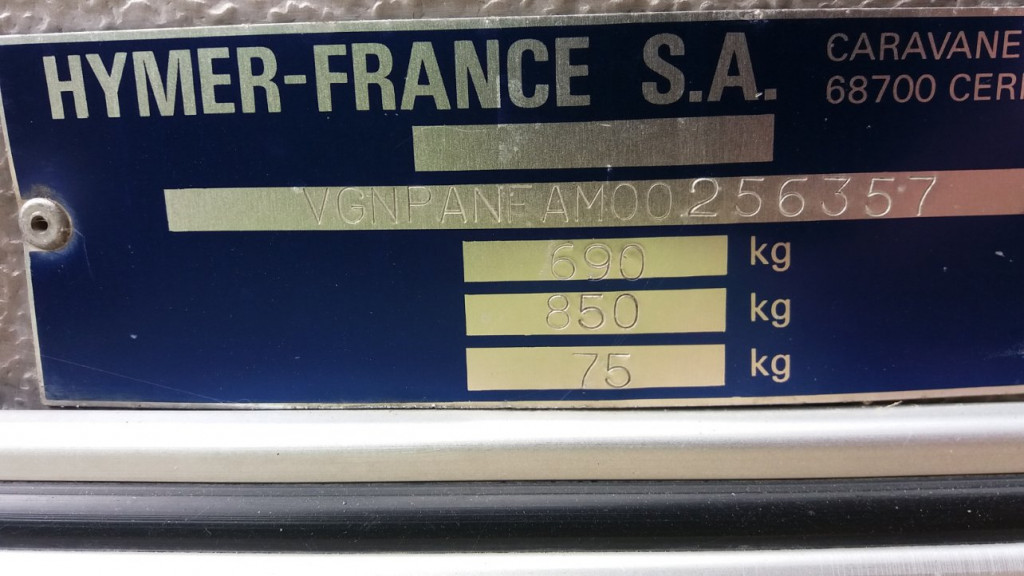 HYMER-FRANCE S.A.
CARAVANE
68700
VGNPANFAM00256357
690 kg
850 kg
75 kg